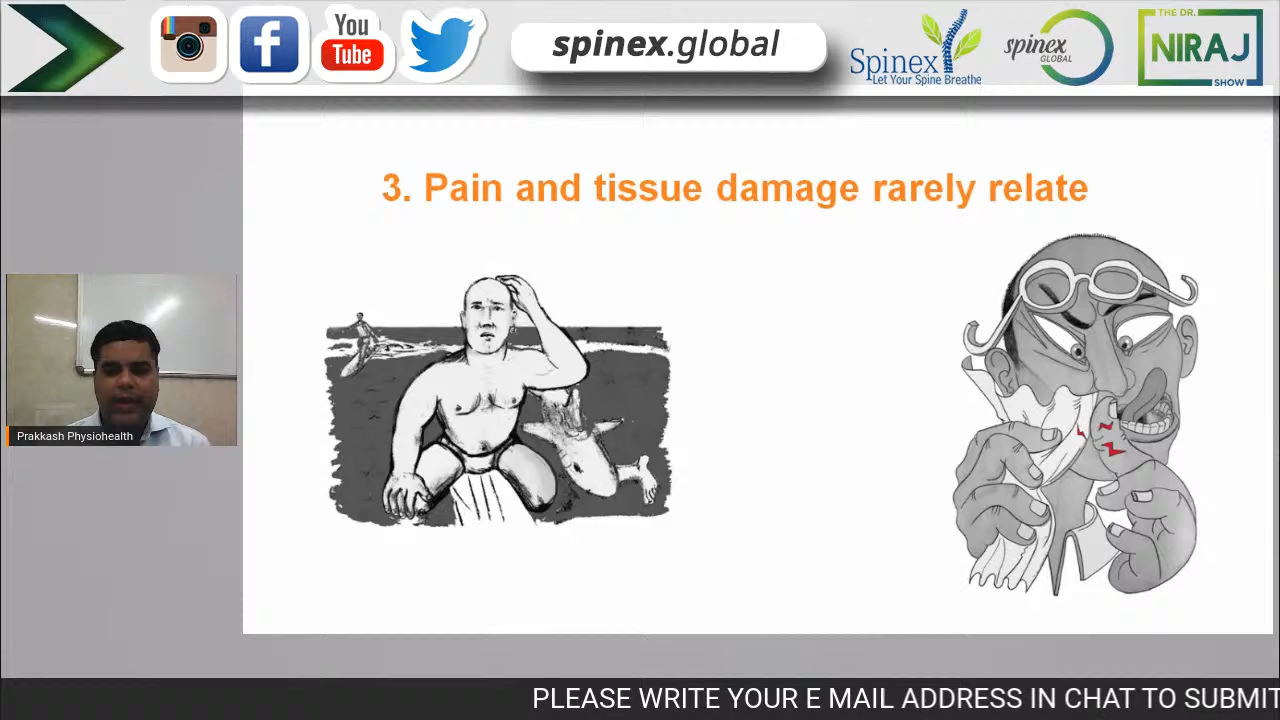 You
Tube
spinex.global
Spinex
Let Your Spine Breathe
spinex
GLOBAL
THE DR.
NIRAJ
SHOW
3. Pain and tissue damage rarely relate
Prakkash Physiohealth
PLEASE WRITE YOUR E MAIL ADDRESS IN CHAT TO SUBMIT